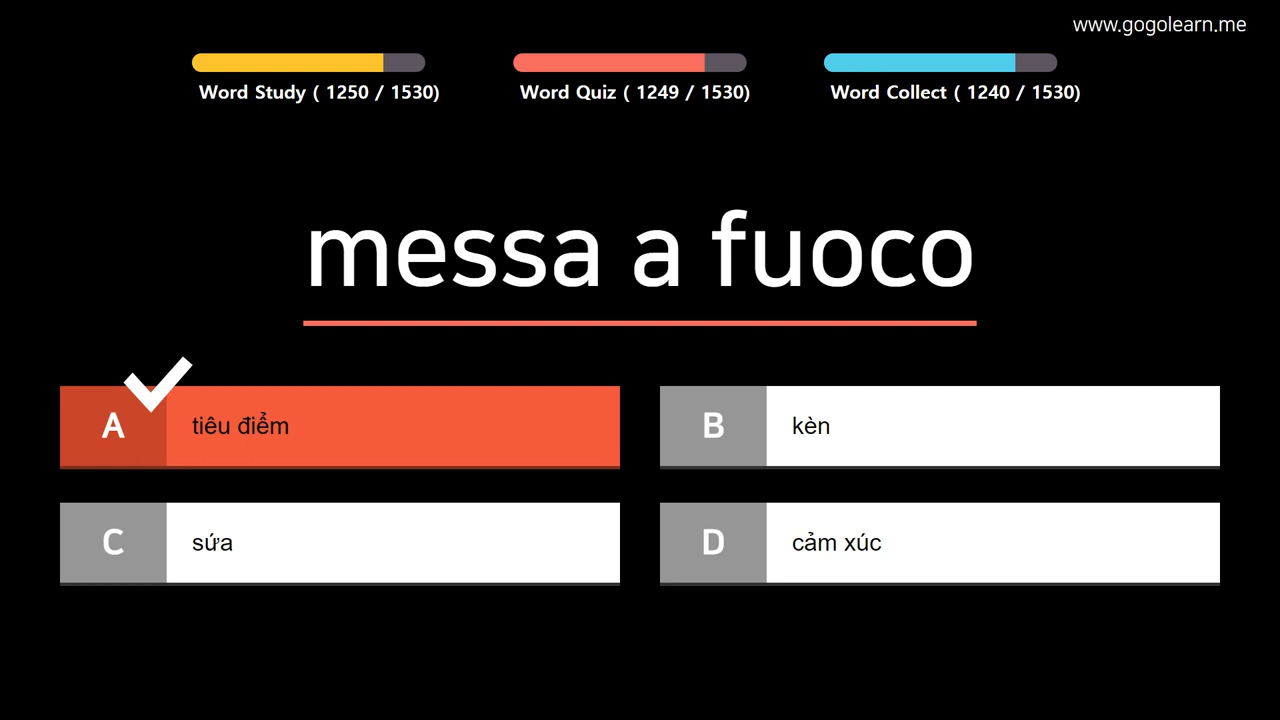 www.gogolearn.me
Word Study ( 1250 / 1530)
Word Quiz ( 1249 / 1530)
Word Collect ( 1240 / 1530)
messa a fuoco
A tiêu điểm
B kèn
C sứa
D cảm xúc